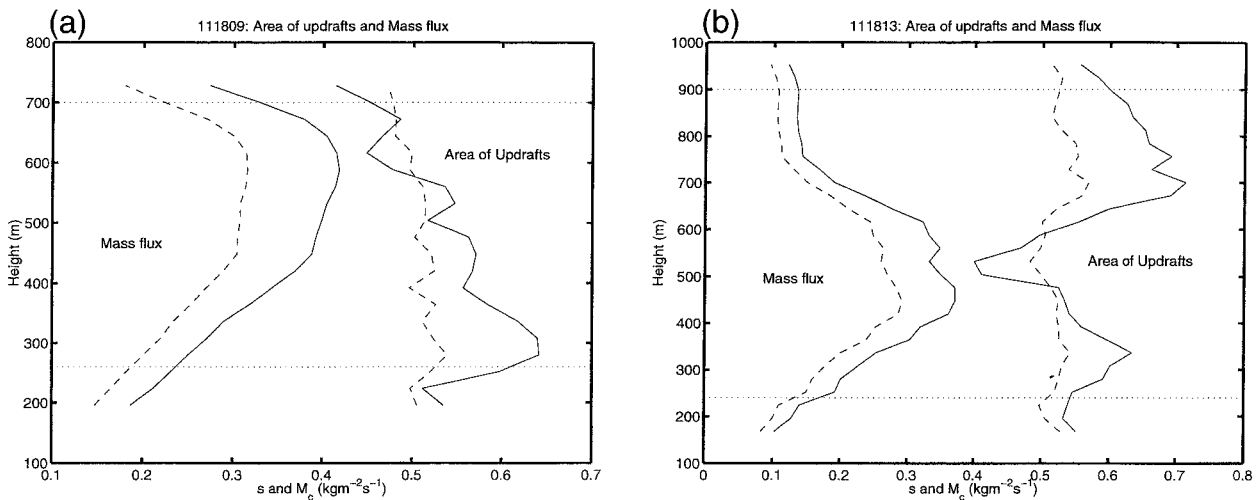 (a)
111809: Area of updrafts and Mass flux
800
700
600
500
400
300
200
100
Height (m)
Mass flux
Area of Updrafts
0.1
0.2
0.3
0.4
0.5
0.6
0.7
s and M_c (kgm⁻²s⁻¹)
(b)
111813: Area of updrafts and Mass flux
1000
900
800
700
600
500
400
300
200
100
Height (m)
Mass flux
Area of Updrafts
0
0.1
0.2
0.3
0.4
0.5
0.6
0.7
0.8
s and M_c (kgm⁻²s⁻¹)